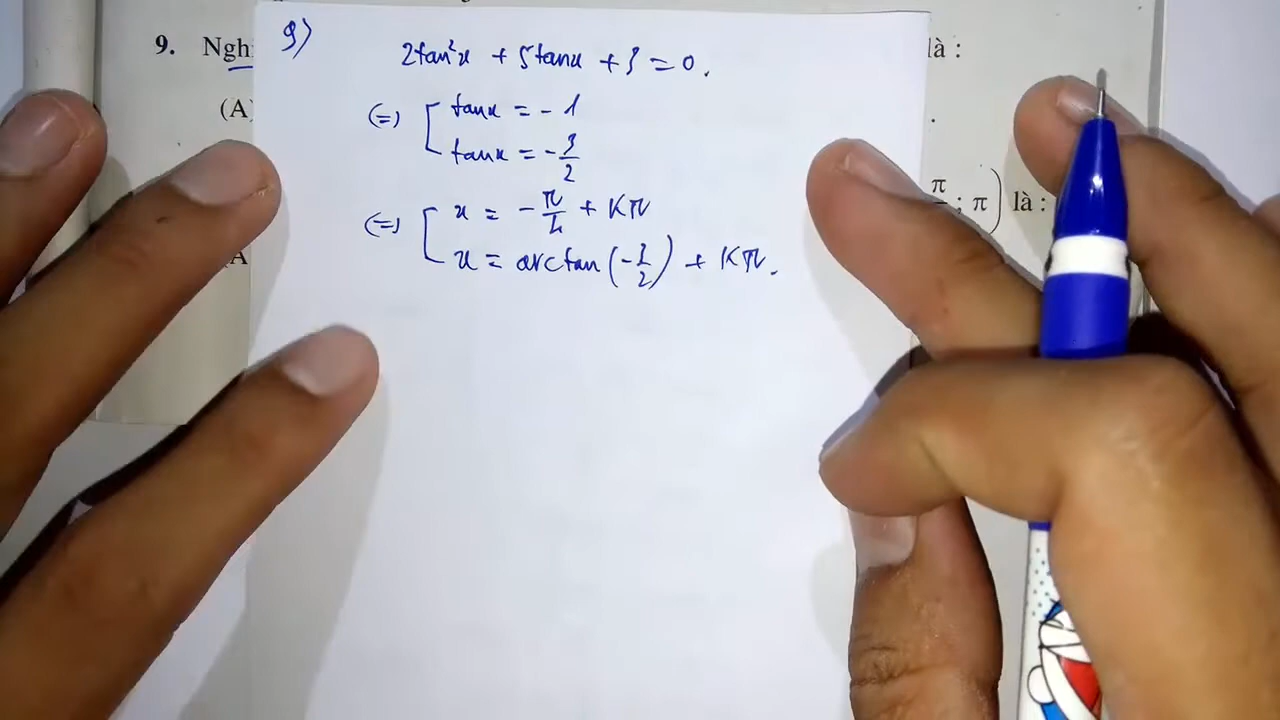 9. Ngh
là :
(A)
9)
2tan²x + 5tanx + 3 = 0.
(=) [ tanx = - 1
tanx = - 3/2
(=) [ x = - π/4 + Kπ
x = arctan(- 3/2) + Kπ.
π ; π) là :
(A